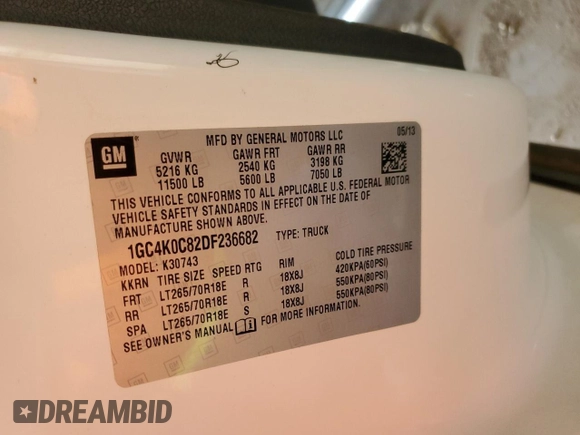 MFD BY GENERAL MOTORS LLC 05/13
GM
GVWR GAWR FRT GAWR RR
5216 KG 2540 KG 3198 KG
11500 LB 5600 LB 7050 LB
THIS VEHICLE CONFORMS TO ALL APPLICABLE U.S. FEDERAL MOTOR
VEHICLE SAFETY STANDARDS IN EFFECT ON THE DATE OF
MANUFACTURE SHOWN ABOVE.
1GC4K0C82DF236682 TYPE: TRUCK
MODEL: K30743
KKRN TIRE SIZE SPEED RTG RIM COLD TIRE PRESSURE
FRT LT265/70R18E R 18X8J 420KPA(60PSI)
RR LT265/70R18E R 18X8J 550KPA(80PSI)
SPA LT265/70R18E S 18X8J 550KPA(80PSI)
SEE OWNER'S MANUAL FOR MORE INFORMATION.
DREAMBID